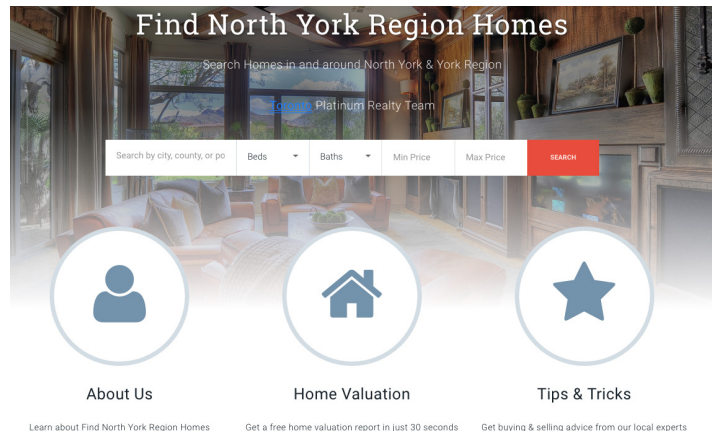 Find North York Region Homes
Search Homes in and around North York & York Region
Toronto Platinum Realty Team
Search by city, county, or po Beds Baths Min Price Max Price SEARCH
About Us Home Valuation Tips & Tricks
Learn about Find North York Region Homes Get a free home valuation report in just 30 seconds Get buying & selling advice from our local experts